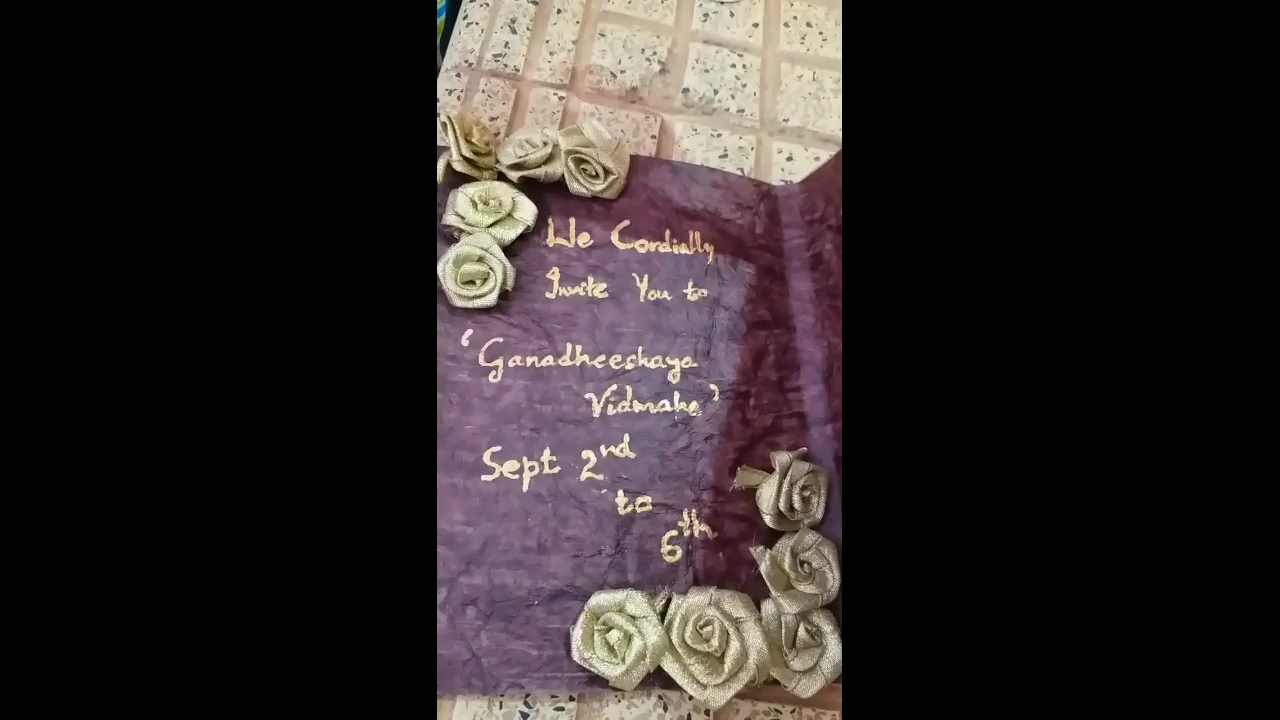 We Cordially
Invite You to
'Ganadheeshaya
Vidmahe'
Sept 2nd
to
6th